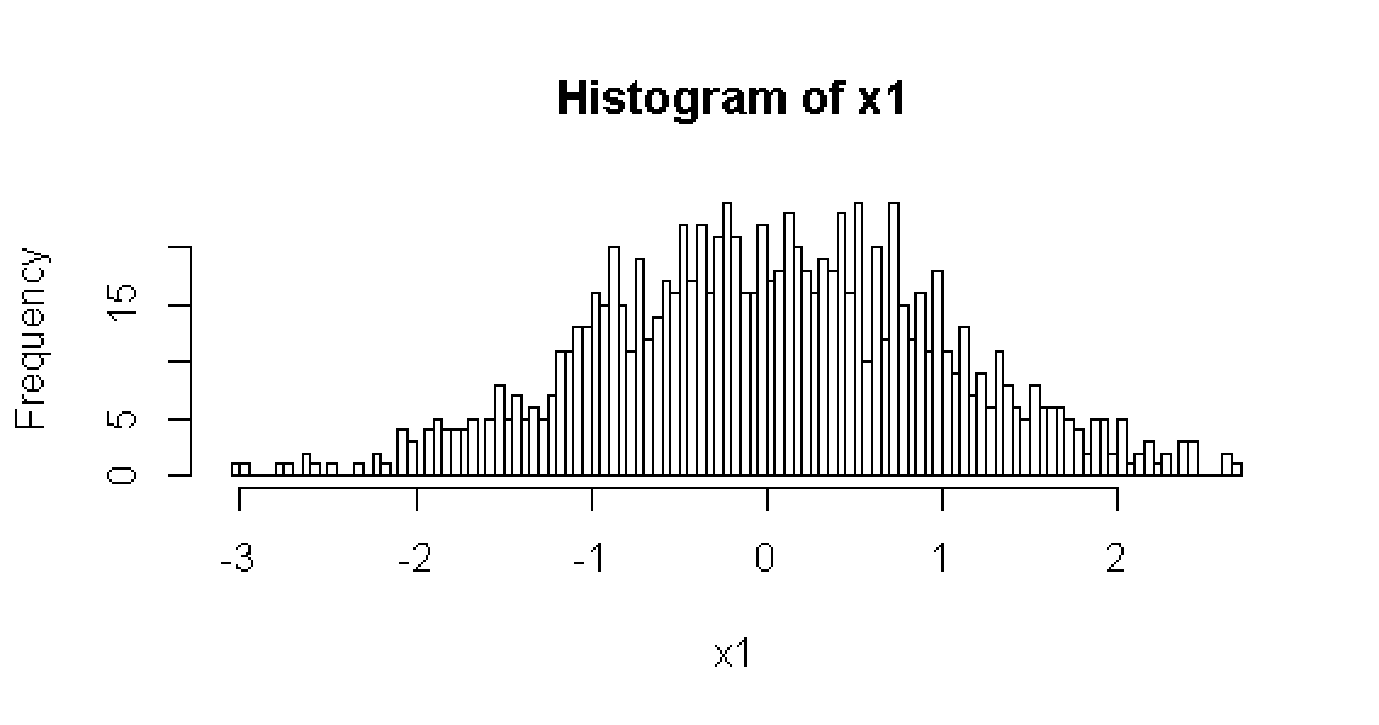 Histogram of x1
Frequency
15
5
0
-3 -2 -1 0 1 2
x1